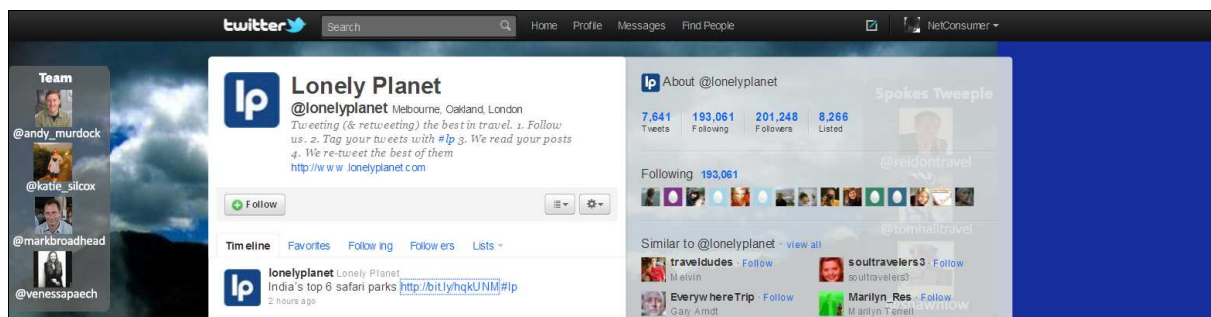 twitter Search Home Profile Messages Find People NetConsumer
Team
@andy_murdock
@katie_silcox
@markbroadhead
@venessapaech
lp
Lonely Planet
@lonelyplanet Melbourne, Oakland, London
Tweeting (& retweeting) the best in travel. 1. Follow
us. 2. Tag your tweets with #lp 3. We read your posts
4. We re-tweet the best of them
http://www.lonelyplanet.com
Follow
Timeline Favorites Following Followers Lists
lp
lonelyplanet Lonely Planet
India's top 6 safari parks http://bit.ly/hqkUNM #lp
2 hours ago
lp About @lonelyplanet
Spokes Tweeple
7,641 193,061 201,248 8,266
Tweets Following Followers Listed
@reidontravel
Following 193,061
@tomhalltravel
Similar to @lonelyplanet · view all
traveldudes · Follow
Melvin
soultravelers3 · Follow
soultravelers3
EverywhereTrip · Follow
Gary Arndt
Marilyn_Res · Follow
Marilyn Terrell
@shawnlow